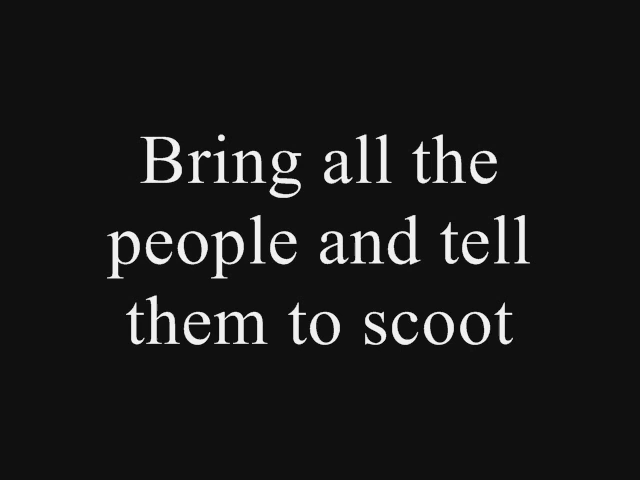 Bring all the
people and tell
them to scoot